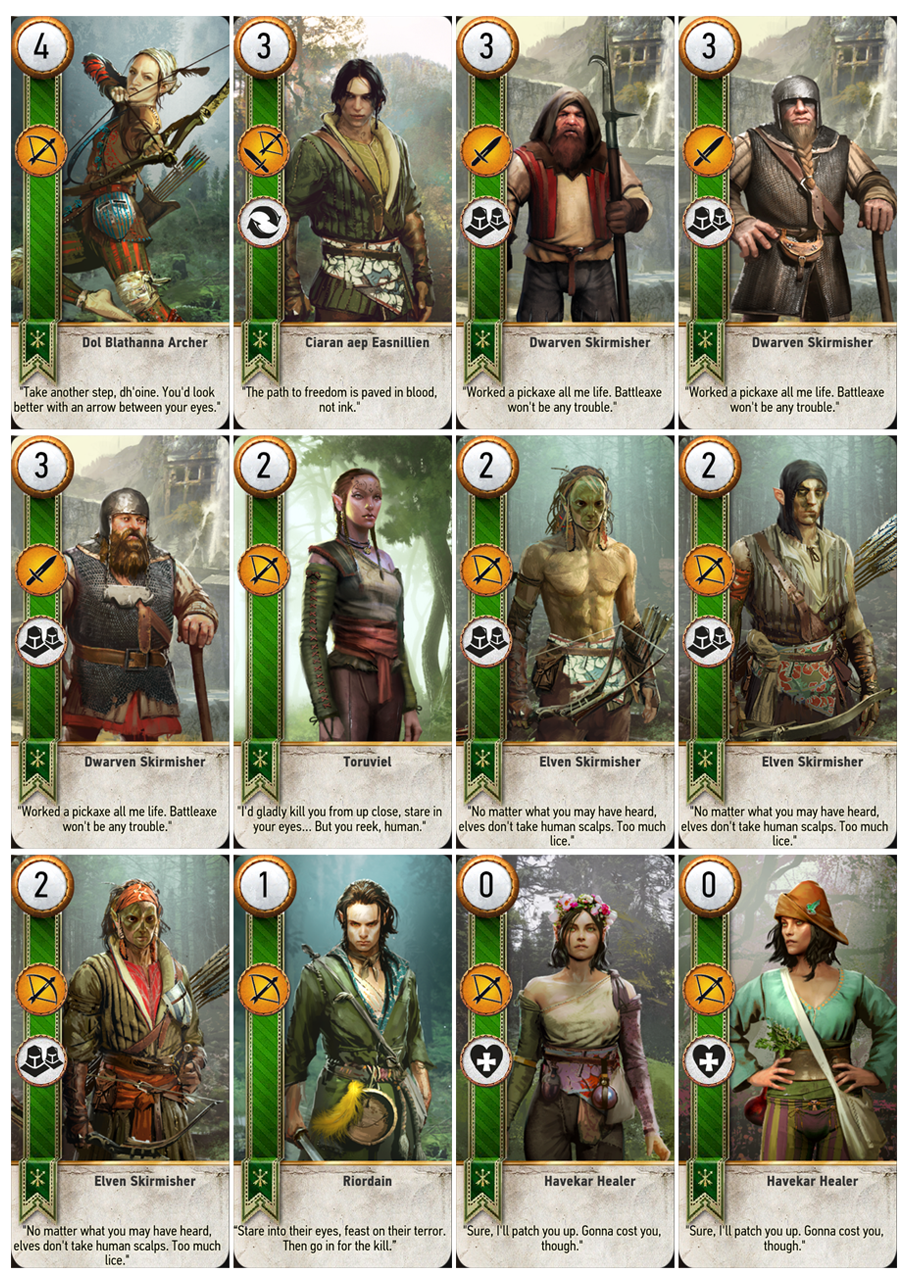 4
Dol Blathanna Archer
"Take another step, dh'oine. You'd look
better with an arrow between your eyes."
3
Ciaran aep Easnillien
"The path to freedom is paved in blood,
not ink."
3
Dwarven Skirmisher
"Worked a pickaxe all me life. Battleaxe
won't be any trouble."
3
Dwarven Skirmisher
"Worked a pickaxe all me life. Battleaxe
won't be any trouble."
3
Dwarven Skirmisher
"Worked a pickaxe all me life. Battleaxe
won't be any trouble."
2
Toruviel
"I'd gladly kill you from up close, stare in
your eyes... But you reek, human."
2
Elven Skirmisher
"No matter what you may have heard,
elves don't take human scalps. Too much
lice."
2
Elven Skirmisher
"No matter what you may have heard,
elves don't take human scalps. Too much
lice."
2
Elven Skirmisher
"No matter what you may have heard,
elves don't take human scalps. Too much
lice."
1
Riordain
"Stare into their eyes, feast on their terror.
Then go in for the kill."
0
Havekar Healer
"Sure, I'll patch you up. Gonna cost you,
though."
0
Havekar Healer
"Sure, I'll patch you up. Gonna cost you,
though."